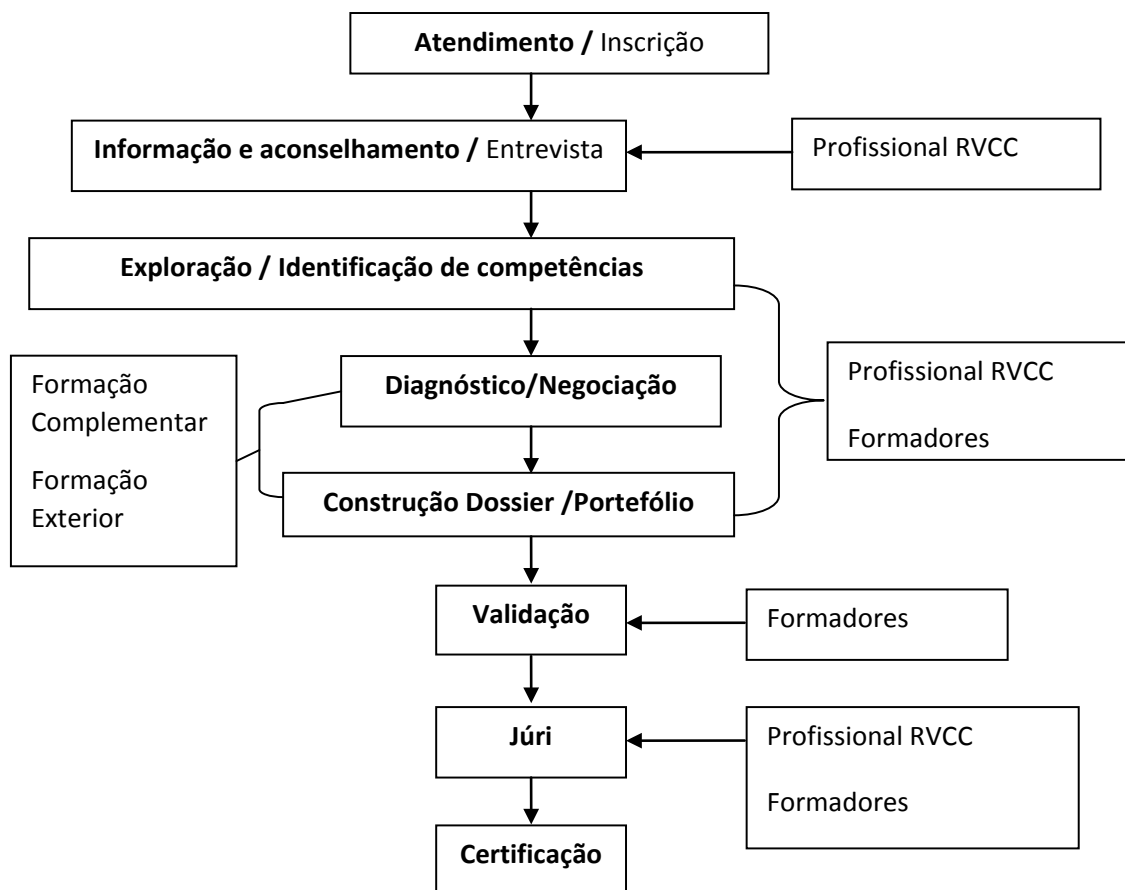 Atendimento / Inscrição
Informação e aconselhamento / Entrevista
Profissional RVCC
Exploração / Identificação de competências
Formação
Complementar
Formação
Exterior
Diagnóstico/Negociação
Profissional RVCC
Formadores
Construção Dossier /Portefólio
Validação
Formadores
Júri
Profissional RVCC
Formadores
Certificação